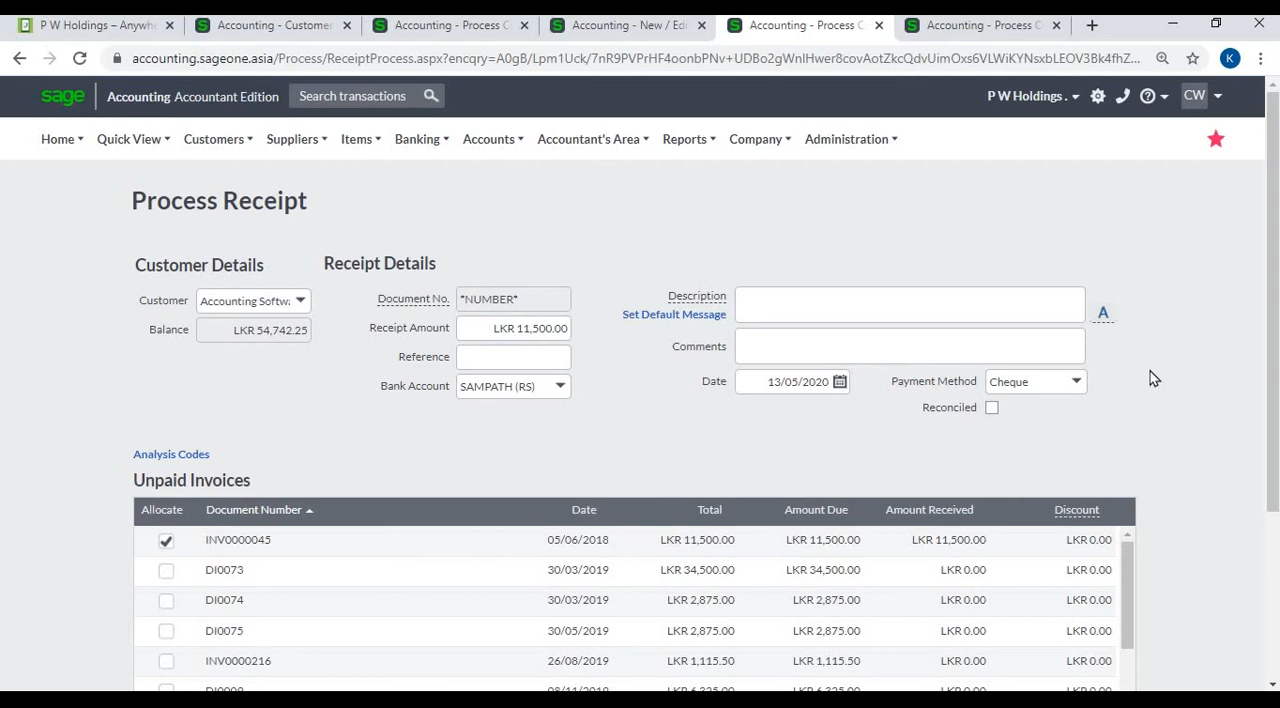 P W Holdings – Anywhe
Accounting - Custome
Accounting - Process C
Accounting - New / Edi
Accounting - Process C
Accounting - Process C
accounting.sageone.asia/Process/ReceiptProcess.aspx?encqry=A0gB/Lpm1Uck/7nR9PVPrHF4oonbPNv+UDBo2gWnIHwer8covAotZkcQdvUimOxs6VLWiKYNsxbLEOV3Bk4fhZ...
K
sage Accounting Accountant Edition Search transactions P W Holdings . CW
Home Quick View Customers Suppliers Items Banking Accounts Accountant's Area Reports Company Administration
Process Receipt
Customer Details
Customer Accounting Softw
Balance LKR 54,742.25
Receipt Details
Document No. *NUMBER*
Receipt Amount LKR 11,500.00
Reference
Bank Account SAMPATH (RS)
Description
Set Default Message
A
Comments
Date 13/05/2020 Payment Method Cheque
Reconciled
Analysis Codes
Unpaid Invoices
Allocate Document Number Date Total Amount Due Amount Received Discount
INV0000045 05/06/2018 LKR 11,500.00 LKR 11,500.00 LKR 11,500.00 LKR 0.00
DI0073 30/03/2019 LKR 34,500.00 LKR 34,500.00 LKR 0.00 LKR 0.00
DI0074 30/03/2019 LKR 2,875.00 LKR 2,875.00 LKR 0.00 LKR 0.00
DI0075 30/05/2019 LKR 2,875.00 LKR 2,875.00 LKR 0.00 LKR 0.00
INV0000216 26/08/2019 LKR 1,115.50 LKR 1,115.50 LKR 0.00 LKR 0.00